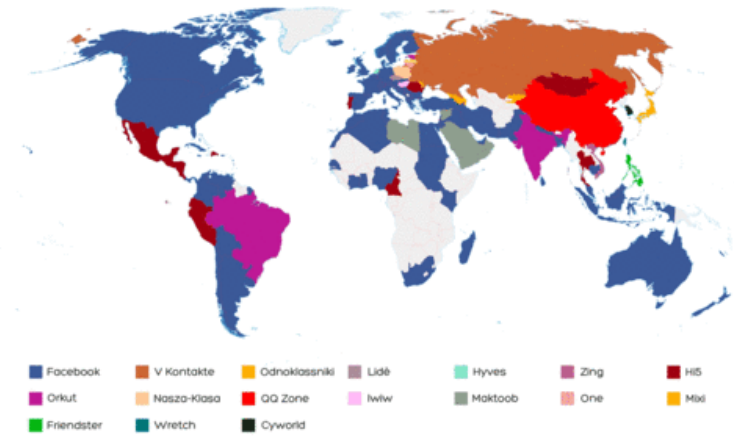 Facebook V Kontakte Odnoklassniki Lidé Hyves Zing Hi5
Orkut Nasza-Klasa QQ Zone Iwiw Maktoob One Mixi
Friendster Wretch Cyworld